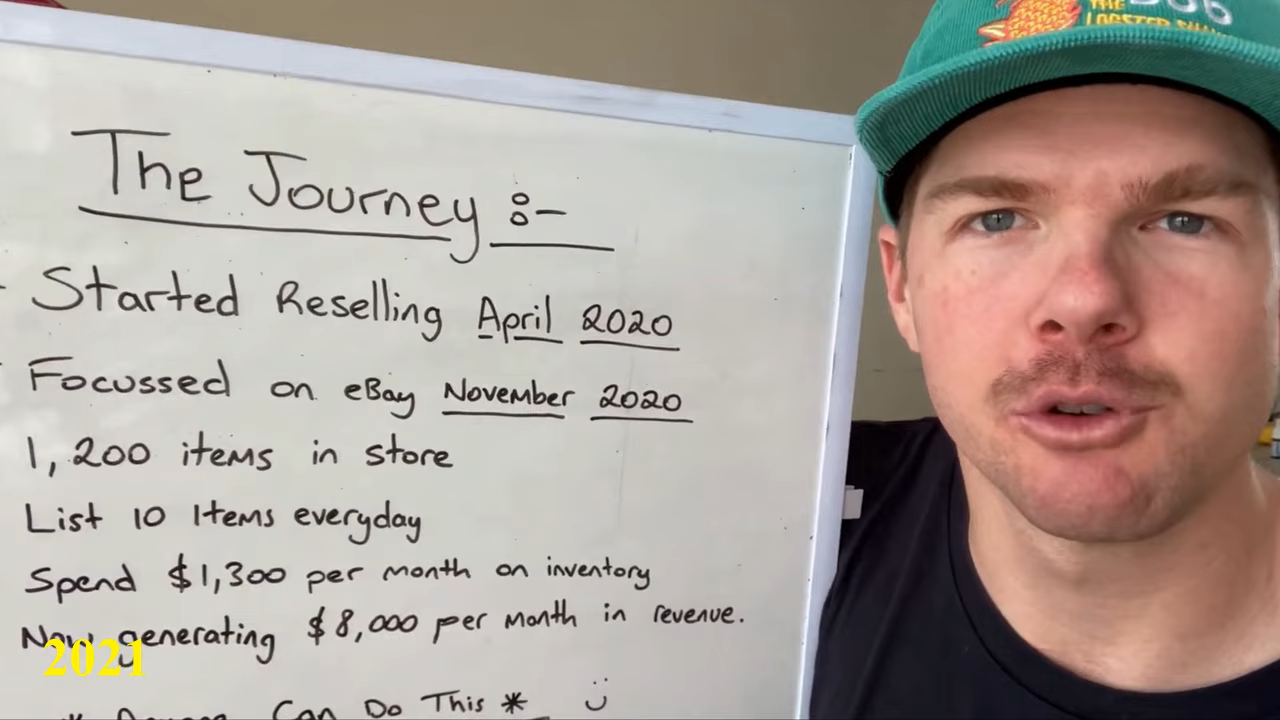 THE
LOBSTER
The Journey :-
Started Reselling April 2020
Focussed on eBay November 2020
1,200 items in store
List 10 Items everyday
Spend $1,300 per month on inventory
Now generating $8,000 per month in revenue.
2021
Can Do This *